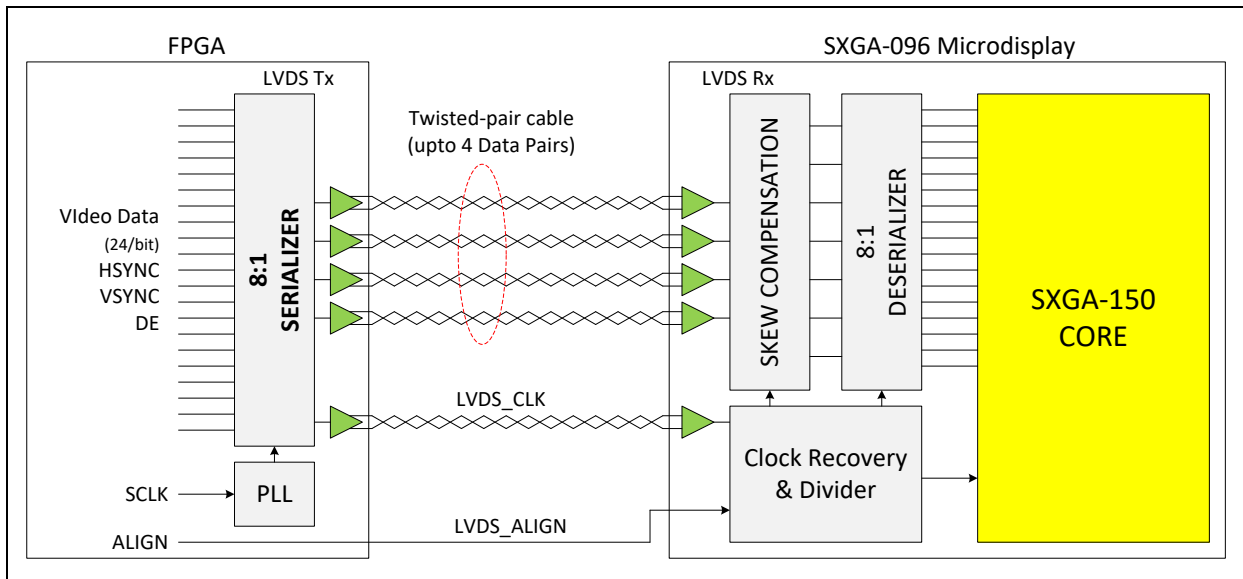 FPGA
SXGA-096 Microdisplay
LVDS Tx
LVDS Rx
Twisted-pair cable
(upto 4 Data Pairs)
VIdeo Data
(24/bit)
HSYNC
VSYNC
DE
8:1
SERIALIZER
SKEW COMPENSATION
8:1
DESERIALIZER
SXGA-150
CORE
LVDS_CLK
Clock Recovery
& Divider
SCLK
PLL
ALIGN
LVDS_ALIGN